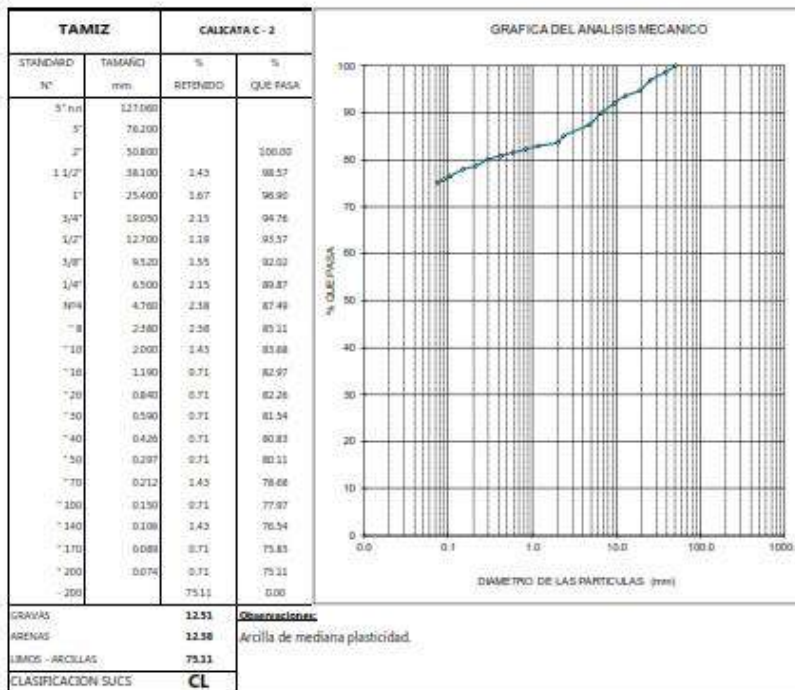 TAMIZ CALICATA C - 2
STANDARD TAMAÑO % %
N° mm RETENIDO QUE PASA
127.060
3" 76.200
2" 50.800 100.00
1 1/2" 38.100 1.43 98.57
1" 25.400 1.67 96.90
3/4" 19.050 2.15 94.76
1/2" 12.700 1.19 93.57
3/8" 9.520 1.55 92.02
1/4" 6.500 2.15 89.87
Nº4 4.760 2.38 87.49
" 8 2.380 2.38 85.11
" 10 2.000 1.43 83.68
" 16 1.190 0.71 82.97
" 20 0.840 0.71 82.26
" 30 0.590 0.71 81.54
" 40 0.426 0.71 80.83
" 50 0.297 0.71 80.11
" 70 0.212 1.43 78.68
" 100 0.150 0.71 77.97
" 140 0.106 1.43 76.54
" 170 0.088 0.71 75.83
" 200 0.074 0.71 75.11
- 200 75.11 0.00
GRAVAS 12.51
ARENAS 12.38
LIMOS - ARCILLAS 75.11
CLASIFICACION SUCS CL
Observaciones:
Arcilla de mediana plasticidad.
GRAFICA DEL ANALISIS MECANICO
% QUE PASA
100
90
80
70
60
50
40
30
20
10
0
0.0 0.1 1.0 10.0 100.0 1000.
DIAMETRO DE LAS PARTICULAS (mm)